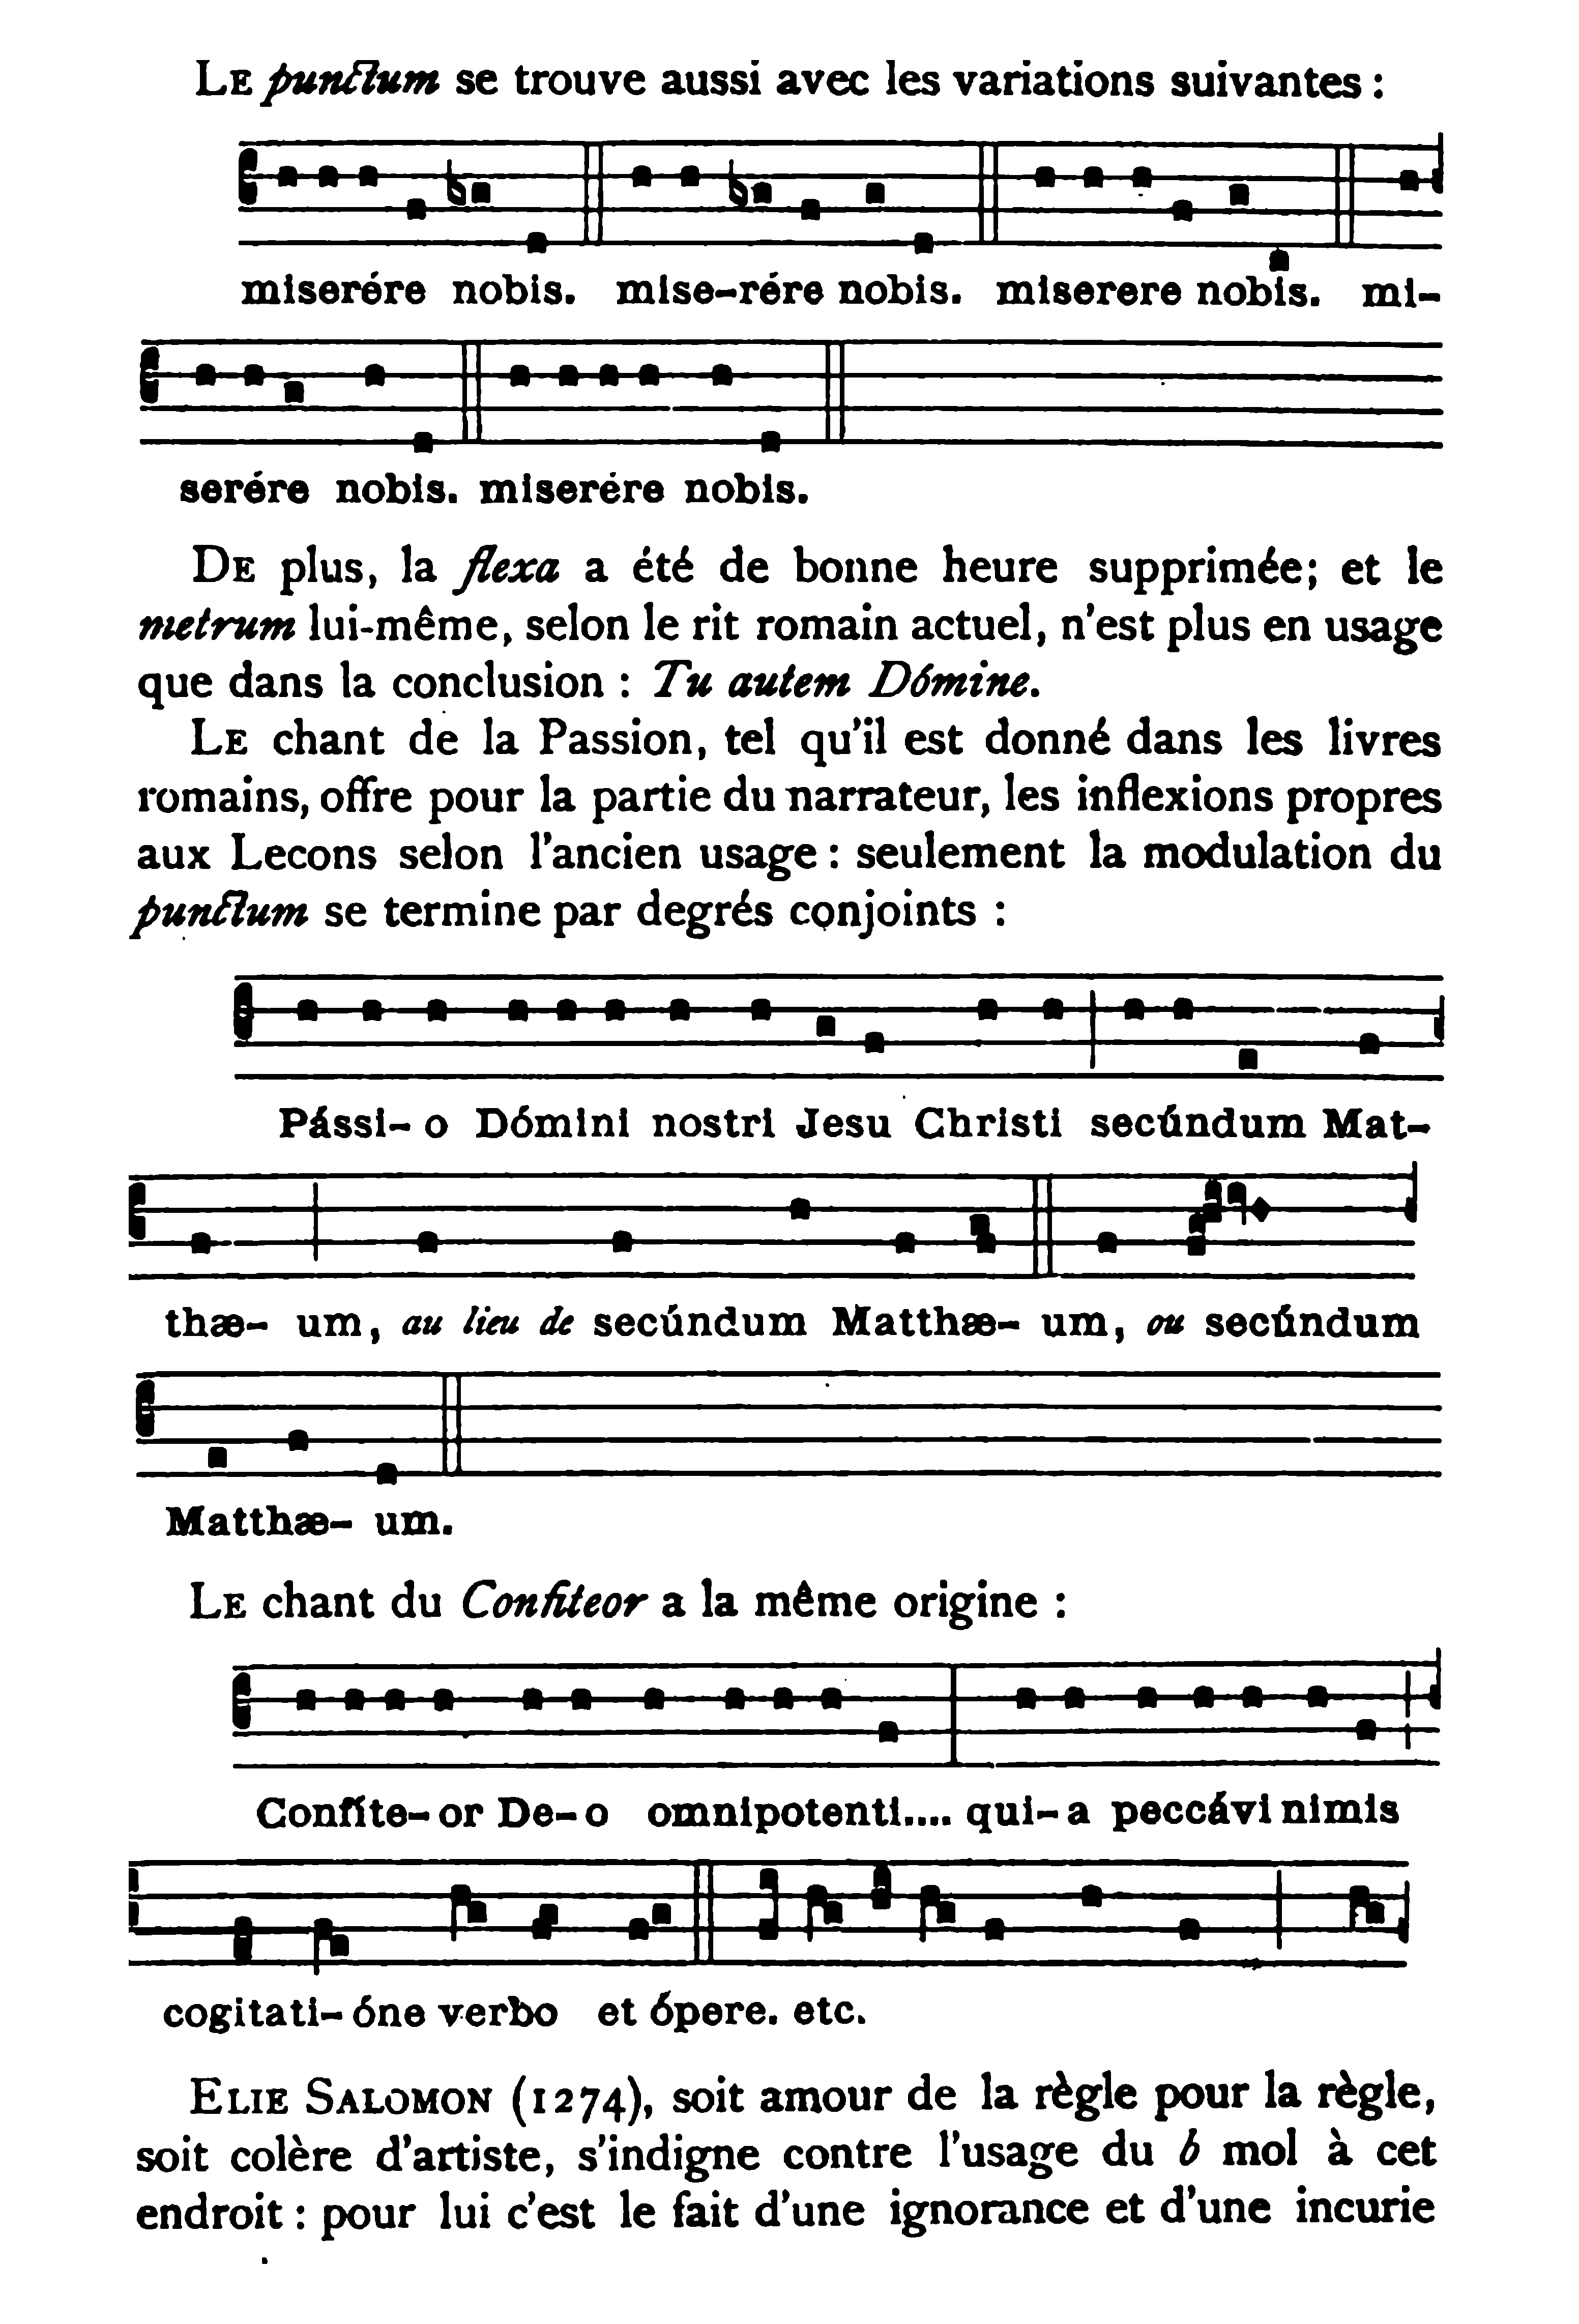 LE punctum se trouve aussi avec les variations suivantes :
miserére nobis. mise-rére nobis. miserere nobis. mi-
serére nobis. miserére nobis.
DE plus, la flexa a été de bonne heure supprimée; et le
metrum lui-même, selon le rit romain actuel, n'est plus en usage
que dans la conclusion : Tu autem Dómine.
LE chant de la Passion, tel qu'il est donné dans les livres
romains, offre pour la partie du narrateur, les inflexions propres
aux Lecons selon l'ancien usage : seulement la modulation du
punctum se termine par degrés conjoints :
Pássi- o Dómini nostri Jesu Christi secúndum Mat-
thæ- um, au lieu de secúndum Matthæ- um, ou secúndum
Matthæ- um.
LE chant du Confiteor a la même origine :
Confíte- or De- o omnipotenti.... qui- a peccávi nimis
cogitati- óne verbo et ópere. etc.
ELIE SALOMON (1274), soit amour de la règle pour la règle,
soit colère d'artiste, s'indigne contre l'usage du b mol à cet
endroit : pour lui c'est le fait d'une ignorance et d'une incurie